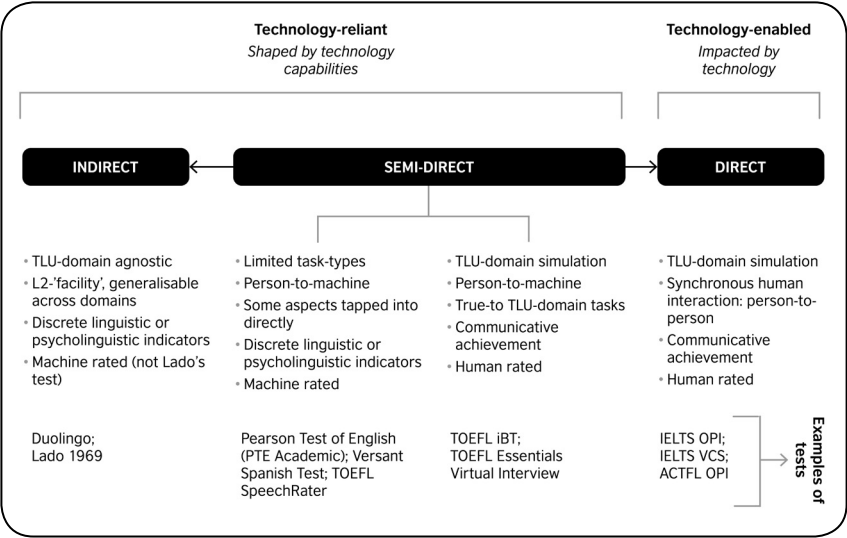 Technology-reliant
Shaped by technology
capabilities
Technology-enabled
Impacted by
technology
INDIRECT
SEMI-DIRECT
DIRECT
• TLU-domain agnostic
• L2-'facility', generalisable
across domains
• Discrete linguistic or
psycholinguistic indicators
• Machine rated (not Lado's
test)
• Limited task-types
• Person-to-machine
• Some aspects tapped into
directly
• Discrete linguistic or
psycholinguistic indicators
• Machine rated
• TLU-domain simulation
• Person-to-machine
• True-to TLU-domain tasks
• Communicative
achievement
• Human rated
• TLU-domain simulation
• Synchronous human
interaction: person-to-
person
• Communicative
achievement
• Human rated
Duolingo;
Lado 1969
Pearson Test of English
(PTE Academic); Versant
Spanish Test; TOEFL
SpeechRater
TOEFL iBT;
TOEFL Essentials
Virtual Interview
IELTS OPI;
IELTS VCS;
ACTFL OPI
Examples of
tests